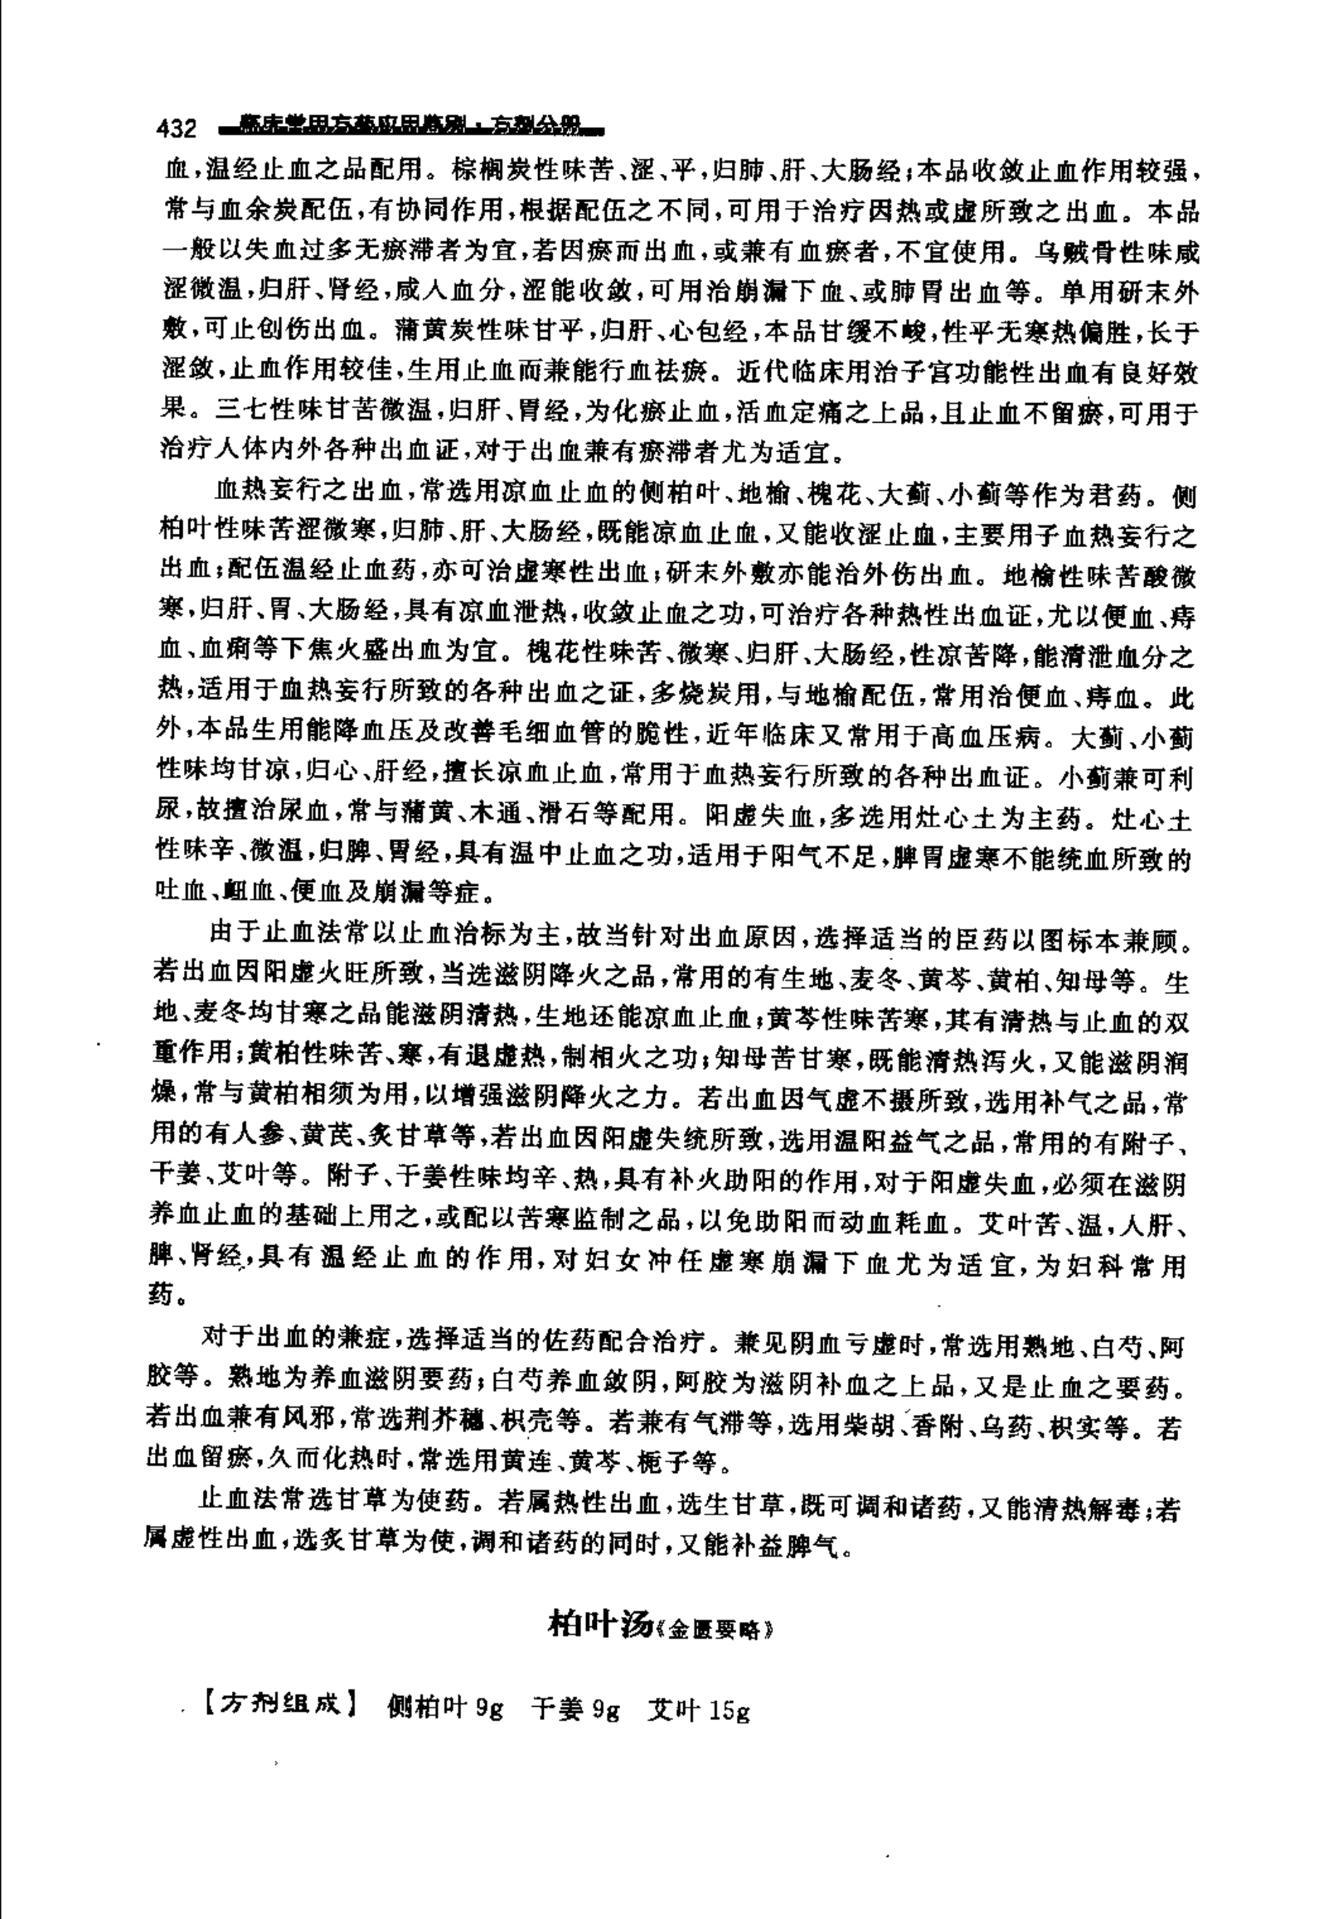 432 临床常用方药应用鉴别·方剂分册
血,温经止血之品配用。棕榈炭性味苦、涩、平,归肺、肝、大肠经;本品收敛止血作用较强,
常与血余炭配伍,有协同作用,根据配伍之不同,可用于治疗因热或虚所致之出血。本品
一般以失血过多无瘀滞者为宜,若因瘀而出血,或兼有血瘀者,不宜使用。乌贼骨性味咸
涩微温,归肝、肾经,咸人血分,涩能收敛,可用治崩漏下血、或肺胃出血等。单用研末外
敷,可止创伤出血。蒲黄炭性味甘平,归肝、心包经,本品甘缓不峻,性平无寒热偏胜,长于
涩敛,止血作用较佳,生用止血而兼能行血祛瘀。近代临床用治子宫功能性出血有良好效
果。三七性味甘苦微温,归肝、胃经,为化瘀止血,活血定痛之上品,且止血不留瘀,可用于
治疗人体内外各种出血证,对于出血兼有瘀滞者尤为适宜。
血热妄行之出血,常选用凉血止血的侧柏叶、地榆、槐花、大蓟、小蓟等作为君药。侧
柏叶性味苦涩微寒,归肺、肝、大肠经,既能凉血止血,又能收涩止血,主要用子血热妄行之
出血;配伍温经止血药,亦可治虚寒性出血;研末外敷亦能治外伤出血。地榆性味苦酸微
寒,归肝、胃、大肠经,具有凉血泄热,收敛止血之功,可治疗各种热性出血证,尤以便血、痔
血、血痢等下焦火盛出血为宜。槐花性味苦、微寒、归肝、大肠经,性凉苦降,能清泄血分之
热,适用于血热妄行所致的各种出血之证,多烧炭用,与地榆配伍,常用治便血、痔血。此
外,本品生用能降血压及改善毛细血管的脆性,近年临床又常用于高血压病。大蓟、小蓟
性味均甘凉,归心、肝经,擅长凉血止血,常用于血热妄行所致的各种出血证。小蓟兼可利
尿,故擅治尿血,常与蒲黄、木通、滑石等配用。阳虚失血,多选用灶心土为主药。灶心土
性味辛、微温,归脾、胃经,具有温中止血之功,适用于阳气不足,脾胃虚寒不能统血所致的
吐血、衄血、便血及崩漏等症。
由于止血法常以止血治标为主,故当针对出血原因,选择适当的臣药以图标本兼顾。
若出血因阳虚火旺所致,当选滋阴降火之品,常用的有生地、麦冬、黄芩、黄柏、知母等。生
地、麦冬均甘寒之品能滋阴清热,生地还能凉血止血;黄芩性味苦寒,其有清热与止血的双
重作用;黄柏性味苦、寒,有退虚热,制相火之功;知母苦甘寒,既能清热泻火,又能滋阴润
燥,常与黄柏相须为用,以增强滋阴降火之力。若出血因气虚不摄所致,选用补气之品,常
用的有人参、黄芪、炙甘草等,若出血因阳虚失统所致,选用温阳益气之品,常用的有附子、
干姜、艾叶等。附子、干姜性味均辛、热,具有补火助阳的作用,对于阳虚失血,必须在滋阴
养血止血的基础上用之,或配以苦寒监制之品,以免助阳而动血耗血。艾叶苦、温,人肝、
脾、肾经,具有温经止血的作用,对妇女冲任虚寒崩漏下血尤为适宜,为妇科常用
药。
对于出血的兼症,选择适当的佐药配合治疗。兼见阴血亏虚时,常选用熟地、白芍、阿
胶等。熟地为养血滋阴要药;白芍养血敛阴,阿胶为滋阴补血之上品,又是止血之要药。
若出血兼有风邪,常选荆芥穗、枳壳等。若兼有气滞等,选用柴胡、香附、乌药、枳实等。若
出血留瘀,久而化热时,常选用黄连、黄芩、栀子等。
止血法常选甘草为使药。若属热性出血,选生甘草,既可调和诸药,又能清热解毒;若
属虚性出血,选炙甘草为使,调和诸药的同时,又能补益脾气。
柏叶汤《金匮要略》
【方剂组成】 侧柏叶9g 干姜9g 艾叶15g